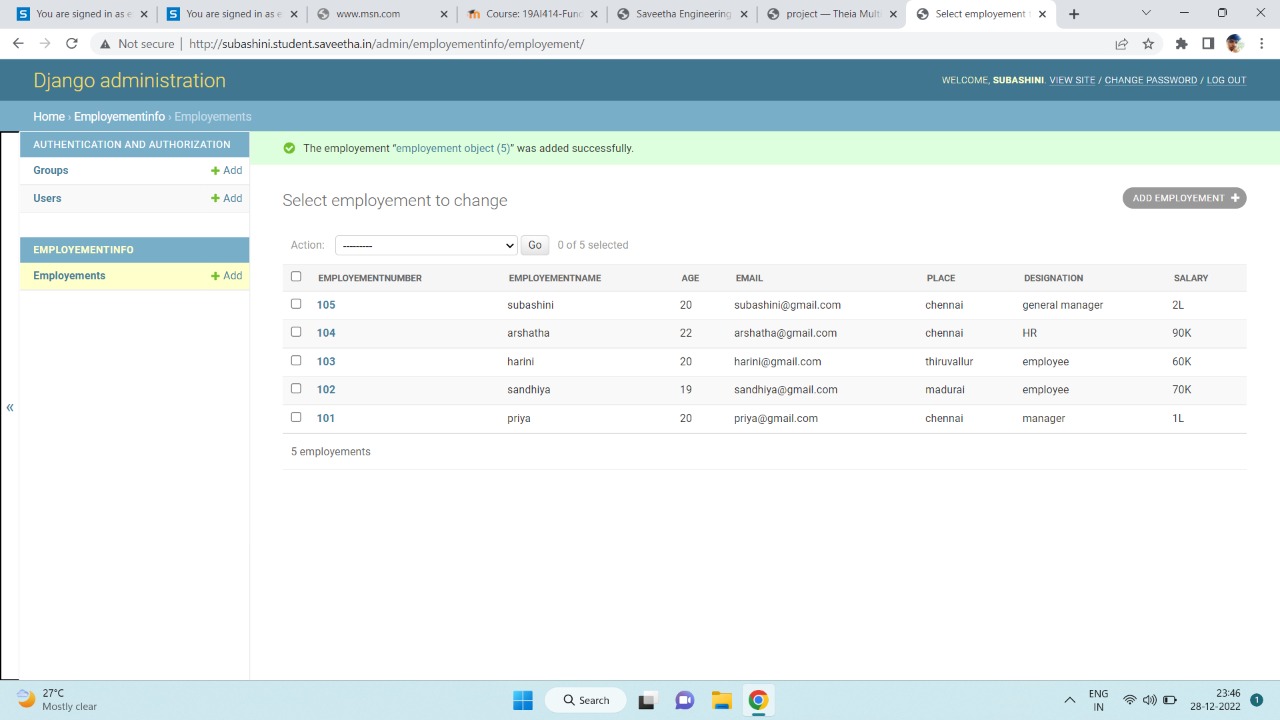 You are signed in as e
You are signed in as e
www.msn.com
Course: 19AI414-Func
Saveetha Engineering
project — Theia Multi
Select employement t
Not secure | http://subashini.student.saveetha.in/admin/employementinfo/employement/
Django administration
WELCOME, SUBASHINI. VIEW SITE / CHANGE PASSWORD / LOG OUT
Home › Employementinfo › Employements
AUTHENTICATION AND AUTHORIZATION
Groups + Add
Users + Add
EMPLOYEMENTINFO
Employements + Add
«
The employement “employement object (5)” was added successfully.
Select employement to change
ADD EMPLOYEMENT +
Action: --------- Go 0 of 5 selected
EMPLOYEMENTNUMBER EMPLOYEMENTNAME AGE EMAIL PLACE DESIGNATION SALARY
105 subashini 20 subashini@gmail.com chennai general manager 2L
104 arshatha 22 arshatha@gmail.com chennai HR 90K
103 harini 20 harini@gmail.com thiruvallur employee 60K
102 sandhiya 19 sandhiya@gmail.com madurai employee 70K
101 priya 20 priya@gmail.com chennai manager 1L
5 employements
27°C
Mostly clear
Search
ENG
IN
23:46
28-12-2022
1